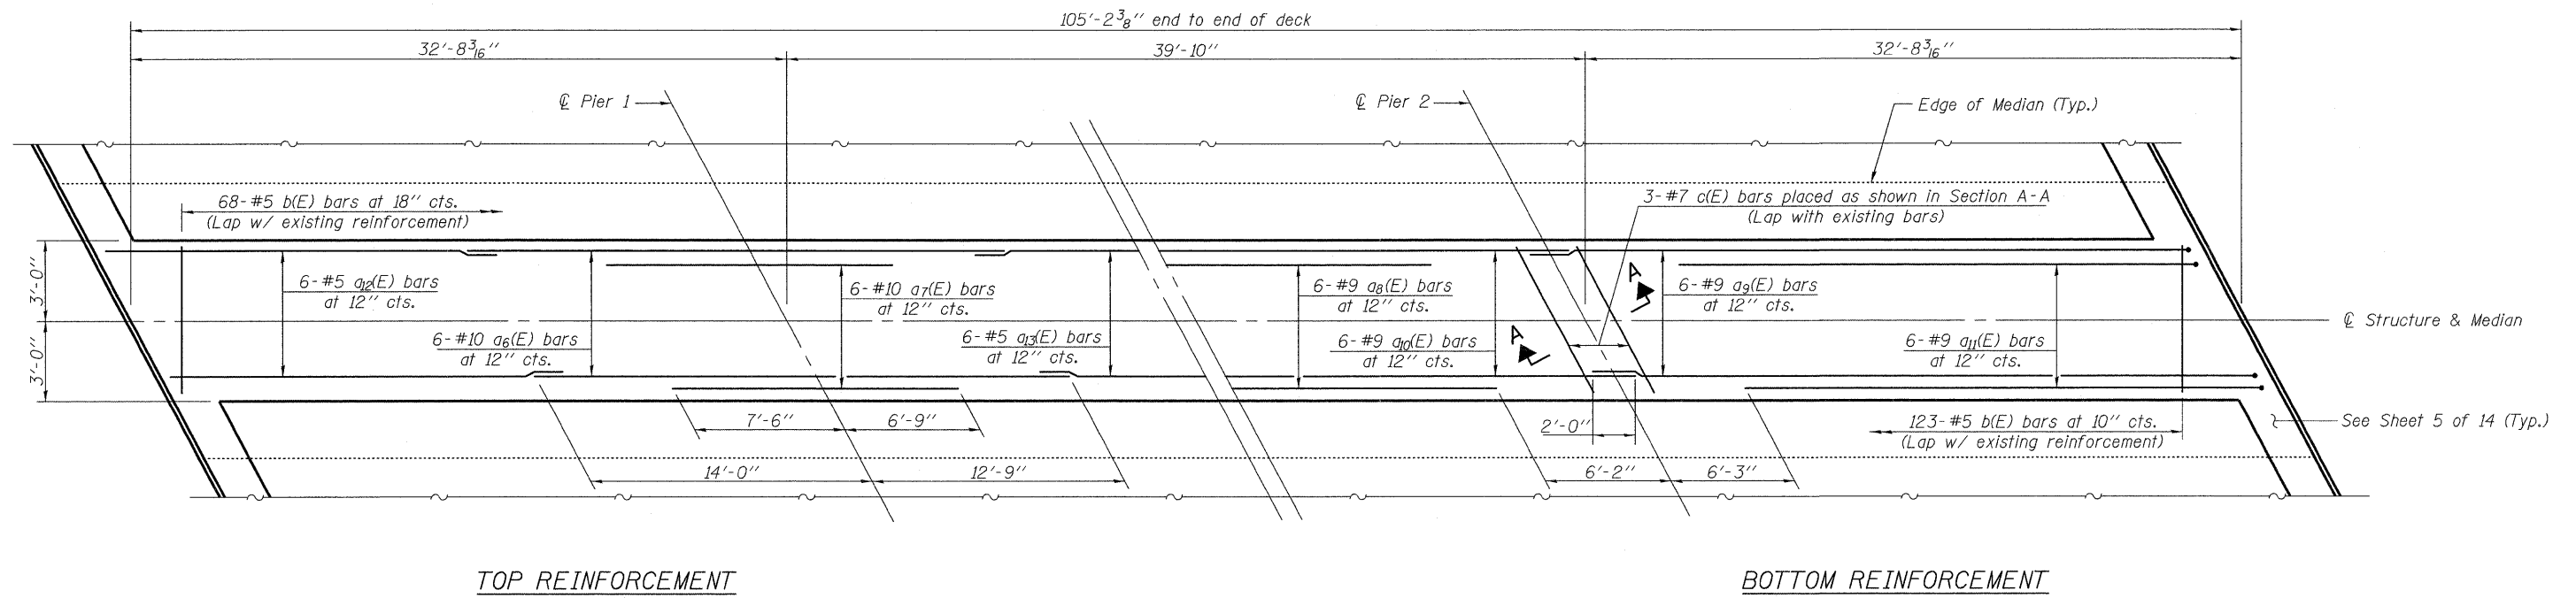 105'-2 3/8" end to end of deck
32'-8 3/16"
39'-10"
32'-8 3/16"
℄ Pier 1
℄ Pier 2
Edge of Median (Typ.)
68-#5 b(E) bars at 18" cts.
(Lap w/ existing reinforcement)
3-#7 c(E) bars placed as shown in Section A-A
(Lap with existing bars)
3'-0"
3'-0"
6-#5 a12(E) bars
at 12" cts.
6-#10 a7(E) bars
at 12" cts.
6-#9 a8(E) bars
at 12" cts.
A
6-#9 a9(E) bars
at 12" cts.
℄ Structure & Median
6-#10 a6(E) bars
at 12" cts.
6-#5 a13(E) bars
at 12" cts.
6-#9 a10(E) bars
at 12" cts.
A
6-#9 a11(E) bars
at 12" cts.
7'-6"
6'-9"
2'-0"
123-#5 b(E) bars at 10" cts.
(Lap w/ existing reinforcement)
See Sheet 5 of 14 (Typ.)
14'-0"
12'-9"
6'-2"
6'-3"
TOP REINFORCEMENT
BOTTOM REINFORCEMENT